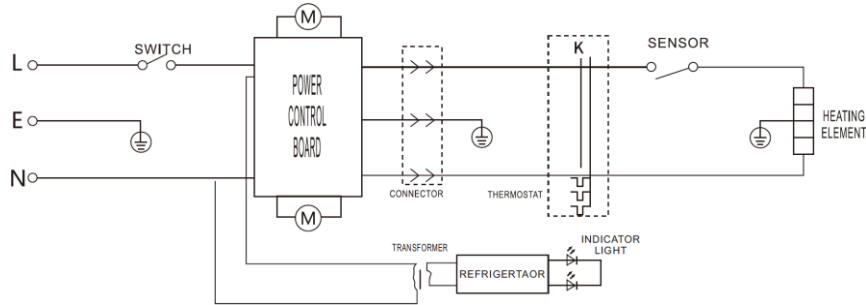 M
K
SENSOR
SWITCH
L
POWER
CONTROL
BOARD
HEATING
ELEMENT
E
N
CONNECTOR
THERMOSTAT
M
TRANSFORMER
INDICATOR
LIGHT
REFRIGERTAOR